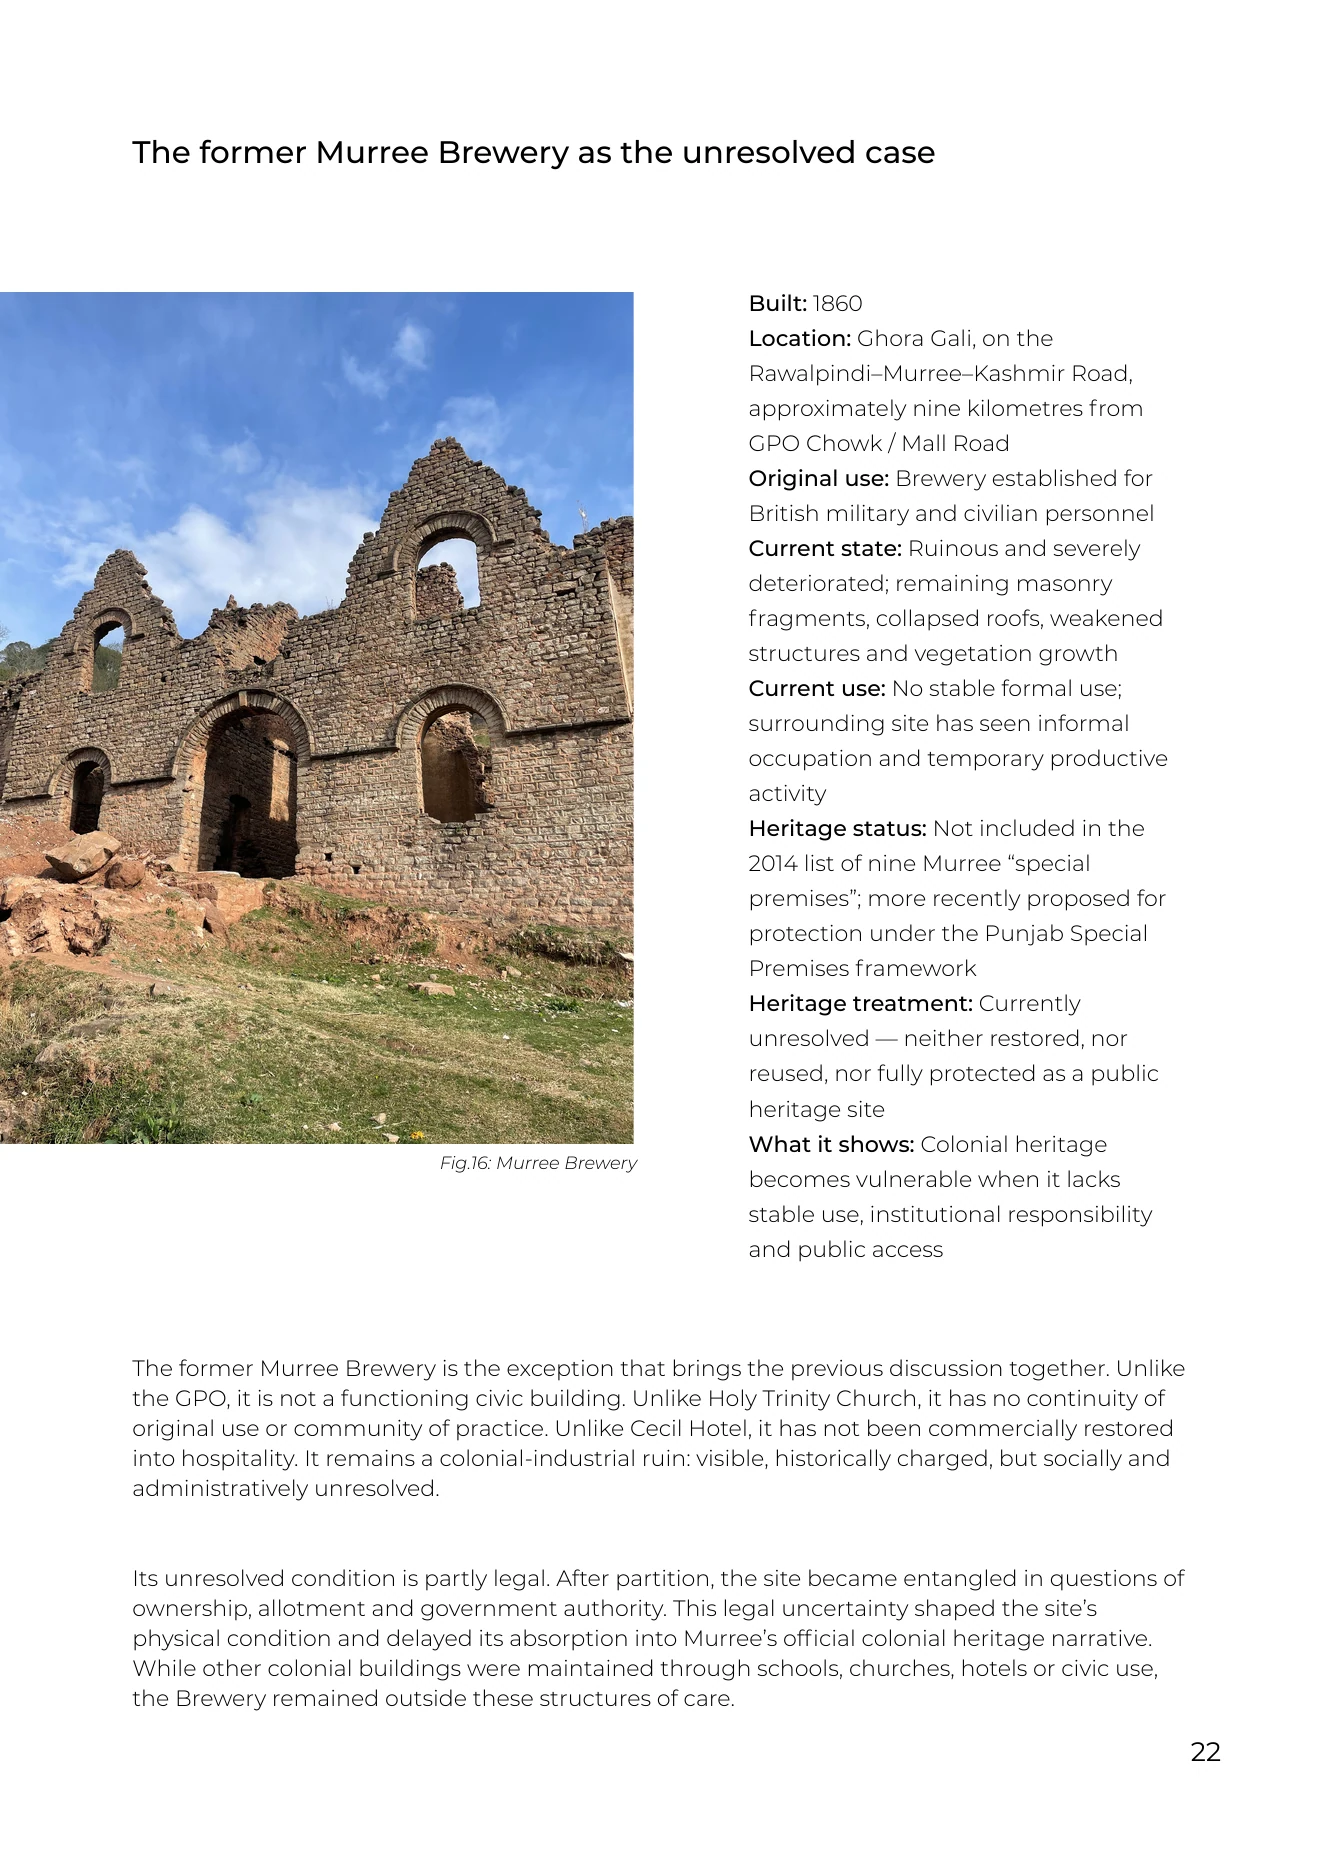 The former Murree Brewery as the unresolved case
Built: 1860
Location: Ghora Gali, on the
Rawalpindi–Murree–Kashmir Road,
approximately nine kilometres from
GPO Chowk / Mall Road
Original use: Brewery established for
British military and civilian personnel
Current state: Ruinous and severely
deteriorated; remaining masonry
fragments, collapsed roofs, weakened
structures and vegetation growth
Current use: No stable formal use;
surrounding site has seen informal
occupation and temporary productive
activity
Heritage status: Not included in the
2014 list of nine Murree “special
premises”; more recently proposed for
protection under the Punjab Special
Premises framework
Heritage treatment: Currently
unresolved — neither restored, nor
reused, nor fully protected as a public
heritage site
What it shows: Colonial heritage
becomes vulnerable when it lacks
stable use, institutional responsibility
and public access
Fig.16: Murree Brewery
The former Murree Brewery is the exception that brings the previous discussion together. Unlike
the GPO, it is not a functioning civic building. Unlike Holy Trinity Church, it has no continuity of
original use or community of practice. Unlike Cecil Hotel, it has not been commercially restored
into hospitality. It remains a colonial-industrial ruin: visible, historically charged, but socially and
administratively unresolved.
Its unresolved condition is partly legal. After partition, the site became entangled in questions of
ownership, allotment and government authority. This legal uncertainty shaped the site’s
physical condition and delayed its absorption into Murree’s official colonial heritage narrative.
While other colonial buildings were maintained through schools, churches, hotels or civic use,
the Brewery remained outside these structures of care.
22